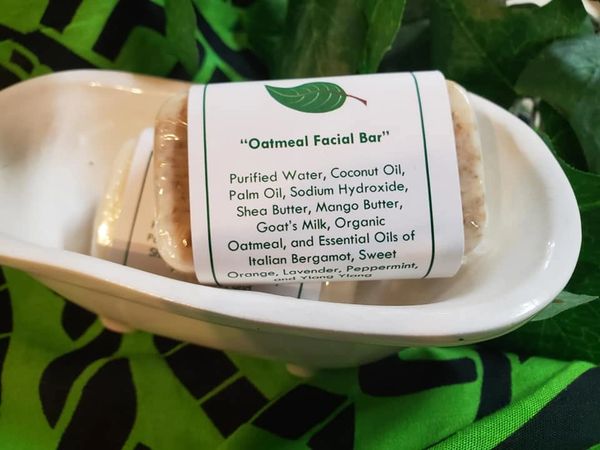 "Oatmeal Facial Bar"
Purified Water, Coconut Oil,
Palm Oil, Sodium Hydroxide,
Shea Butter, Mango Butter,
Goat's Milk, Organic
Oatmeal, and Essential Oils of
Italian Bergamot, Sweet
Orange, Lavender, Peppermint,
and Ylang Ylang